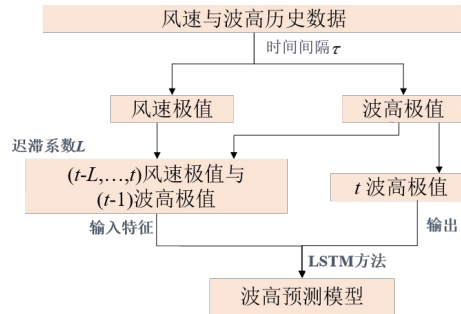 风速与波高历史数据
时间间隔τ
风速极值
波高极值
迟滞系数L
(t-L,…,t)风速极值与
(t-1)波高极值
t 波高极值
输入特征
输出
LSTM方法
波高预测模型